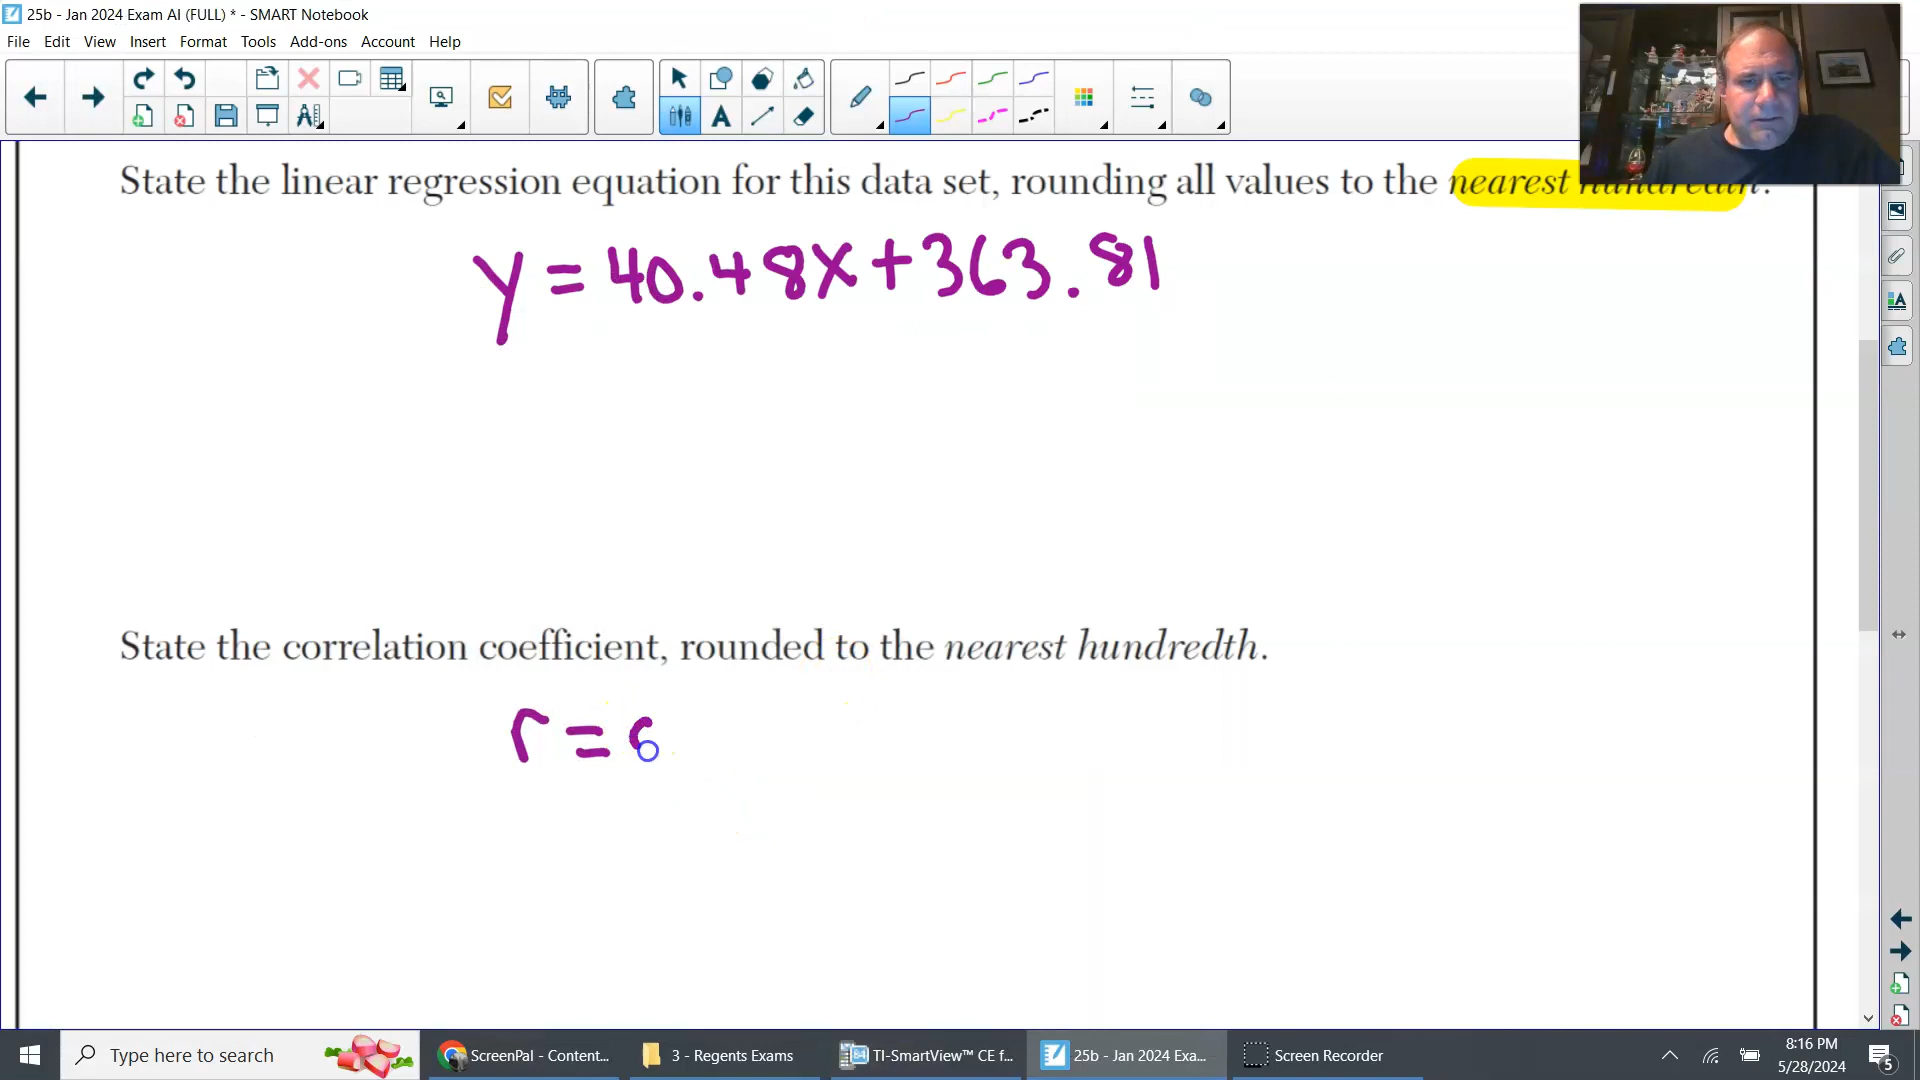 25b - Jan 2024 Exam AI (FULL) * - SMART Notebook
File Edit View Insert Format Tools Add-ons Account Help
State the linear regression equation for this data set, rounding all values to the nearest hundredth.
y = 40.48x + 363.81
State the correlation coefficient, rounded to the nearest hundredth.
r =
Type here to search
ScreenPal - Content...
3 - Regents Exams
84
TI-SmartView™ CE f...
25b - Jan 2024 Exa...
Screen Recorder
8:16 PM
5/28/2024
5